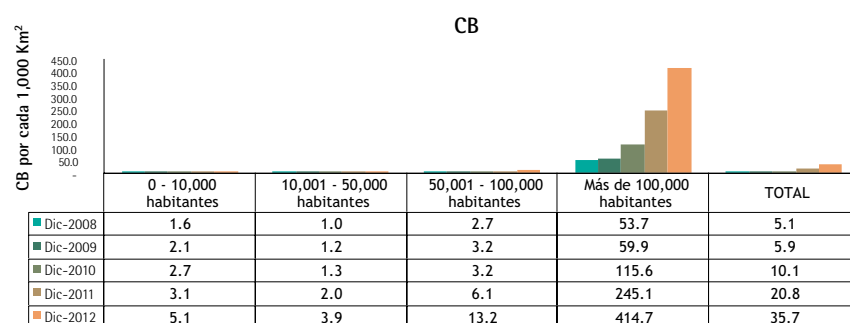 CB
CB por cada 1,000 Km²
450.0
400.0
350.0
300.0
250.0
200.0
150.0
100.0
50.0
-
0 - 10,000 habitantes 10,001 - 50,000 habitantes 50,001 - 100,000 habitantes Más de 100,000 habitantes TOTAL
Dic-2008 1.6 1.0 2.7 53.7 5.1
Dic-2009 2.1 1.2 3.2 59.9 5.9
Dic-2010 2.7 1.3 3.2 115.6 10.1
Dic-2011 3.1 2.0 6.1 245.1 20.8
Dic-2012 5.1 3.9 13.2 414.7 35.7